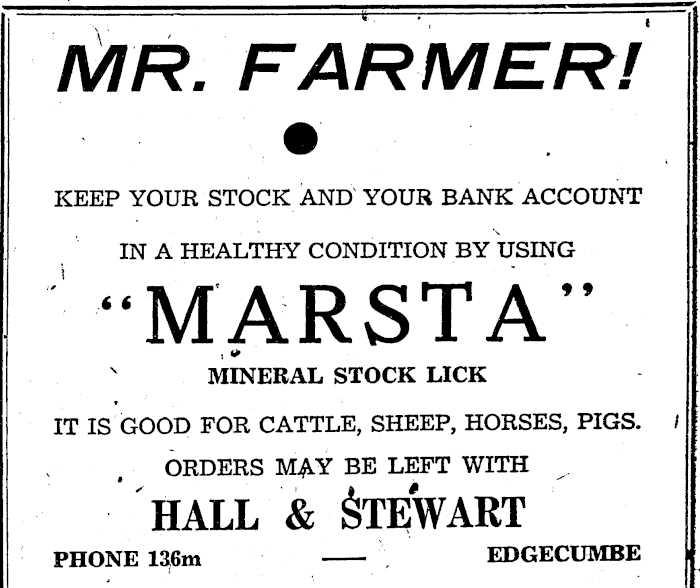 MR. FARMER!
KEEP YOUR STOCK AND YOUR BANK ACCOUNT
IN A HEALTHY CONDITION BY USING
"MARSTA"
MINERAL STOCK LICK
IT IS GOOD FOR CATTLE, SHEEP, HORSES, PIGS.
ORDERS MAY BE LEFT WITH
HALL & STEWART
PHONE 136m — EDGECUMBE